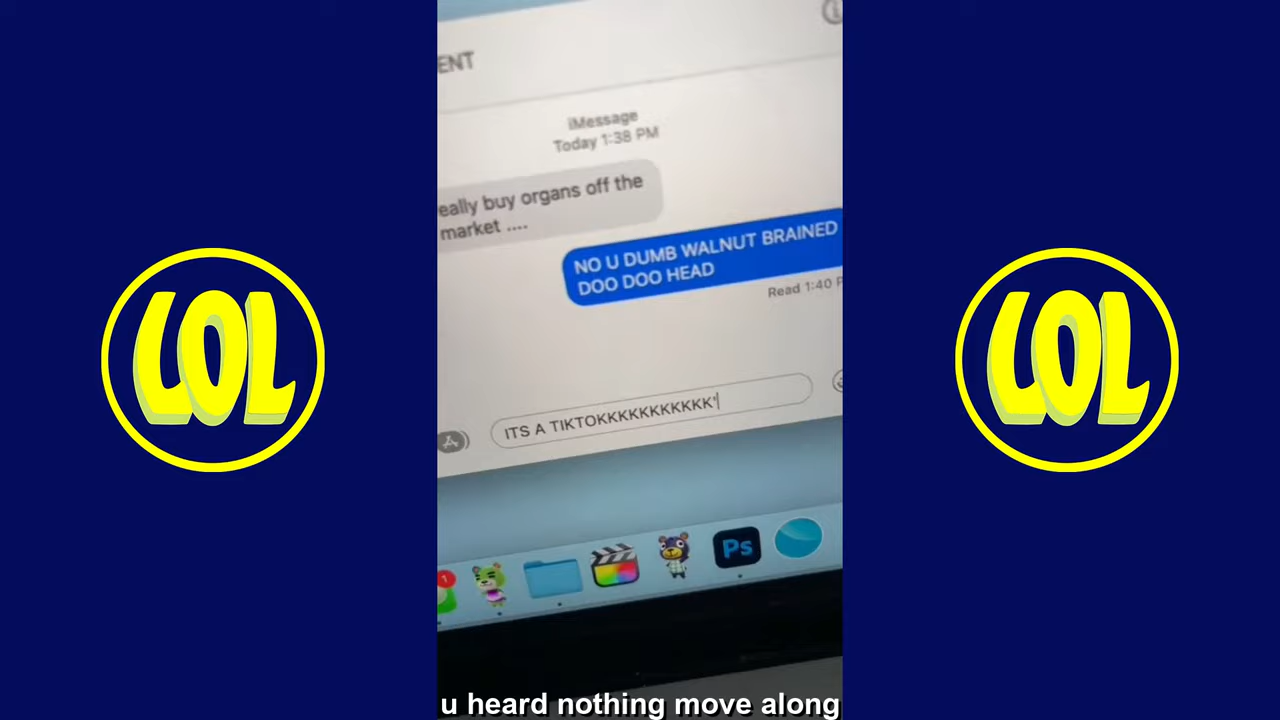 ENT
iMessage
Today 1:38 PM
eally buy organs off the
market ....
NO U DUMB WALNUT BRAINED
DOO DOO HEAD
Read 1:40 P
ITS A TIKTOKKKKKKKKKKK'
1
Ps
LOL
LOL
u heard nothing move along